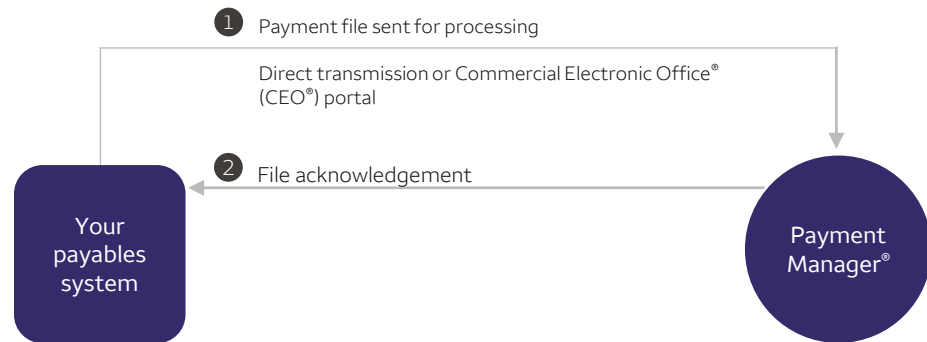 1 Payment file sent for processing
Direct transmission or Commercial Electronic Office®
(CEO®) portal
2 File acknowledgement
Your
payables
system
Payment
Manager®